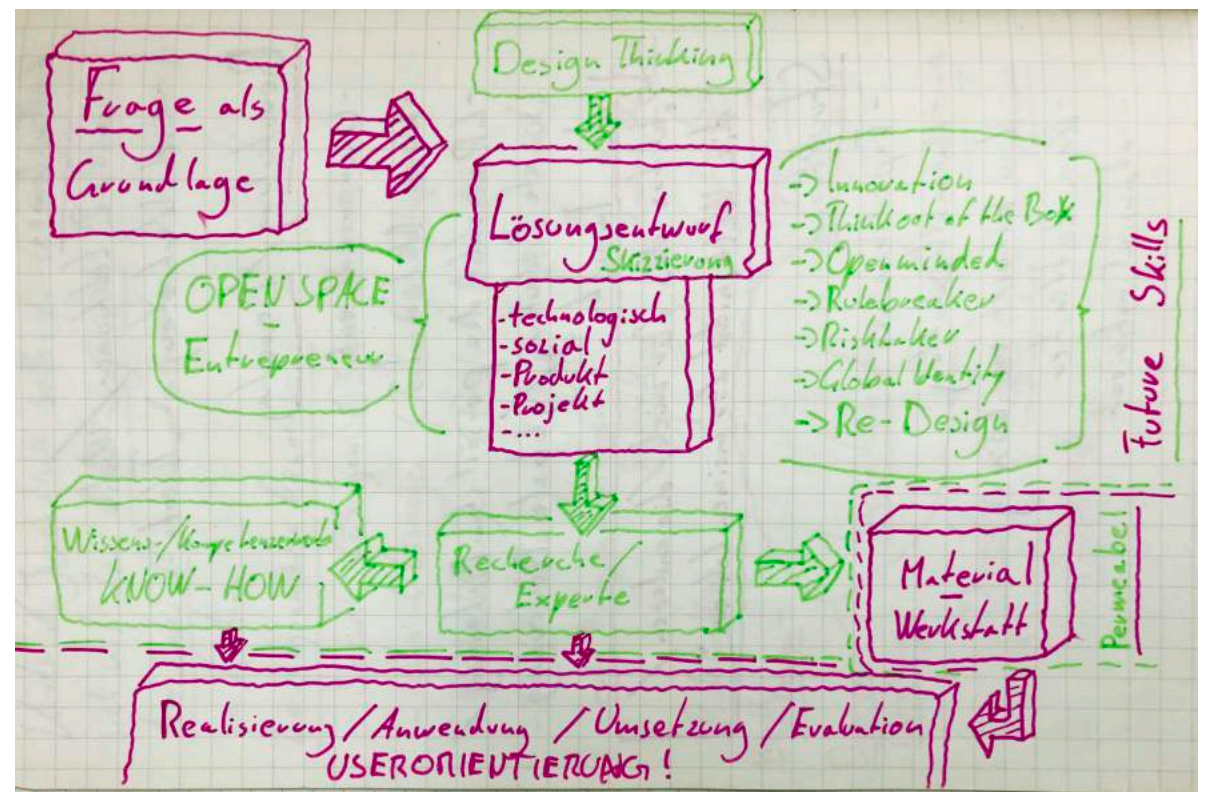 Design Thinking
Frage als
Grundlage
Lösungsentwurf
Skizzierung
-technologisch
-sozial
-Produkt
-Projekt
-...
OPEN SPACE
-
Entrepreneur
-> Innovation
-> Think oot of the Box
-> Openminded
-> Rulebreaker
-> Risktaker
-> Global Identity
-> Re-Design
Future Skills
Wissens-/Kompetenzerwerb
KNOW-HOW
Recherche/
Experte
Material
-
Werkstatt
Permeabel
Realisierung/Anwendung/Umsetzung/Evaluation
USERORIENTIERUNG!